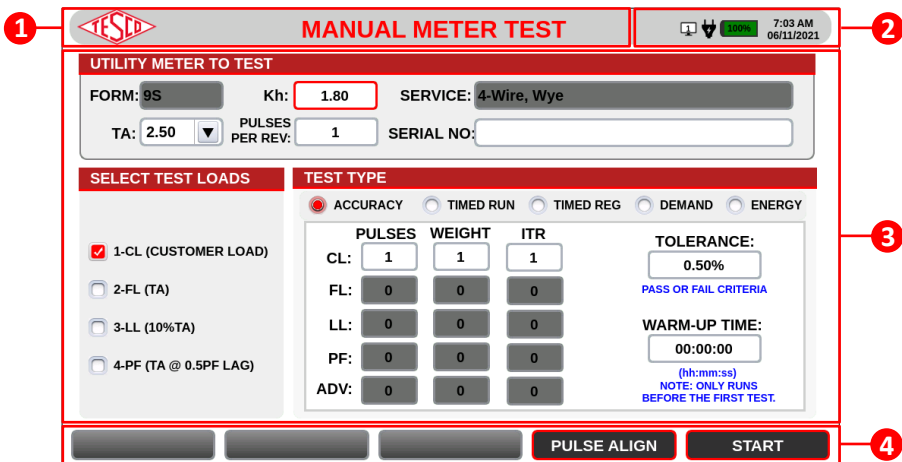 1
TESCO
MANUAL METER TEST
1
100%
7:03 AM
06/11/2021
2
UTILITY METER TO TEST
FORM: 9S Kh: 1.80 SERVICE: 4-Wire, Wye
TA: 2.50 PULSES PER REV: 1 SERIAL NO:
SELECT TEST LOADS
1-CL (CUSTOMER LOAD)
2-FL (TA)
3-LL (10%TA)
4-PF (TA @ 0.5PF LAG)
TEST TYPE
ACCURACY TIMED RUN TIMED REG DEMAND ENERGY
PULSES WEIGHT ITR
CL: 1 1 1
FL: 0 0 0
LL: 0 0 0
PF: 0 0 0
ADV: 0 0 0
TOLERANCE:
0.50%
PASS OR FAIL CRITERIA
WARM-UP TIME:
00:00:00
(hh:mm:ss)
NOTE: ONLY RUNS
BEFORE THE FIRST TEST.
3
PULSE ALIGN START
4